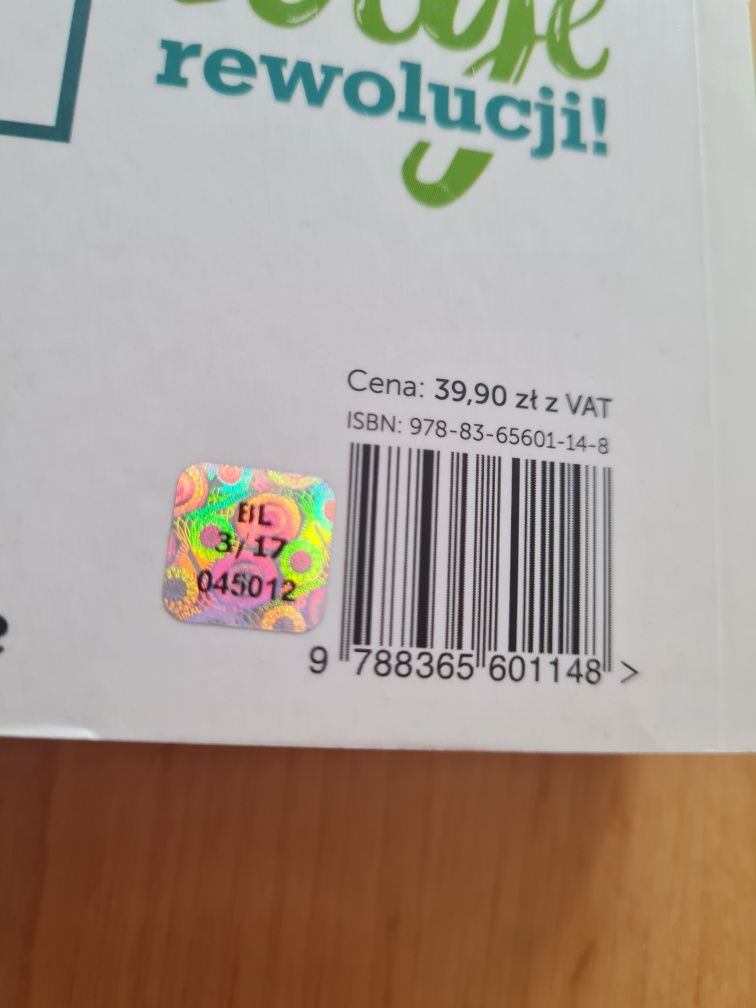 rewolucji!
Cena: 39,90 zł z VAT
ISBN: 978-83-65601-14-8
BL
3/17
045012
9 788365 601148 >